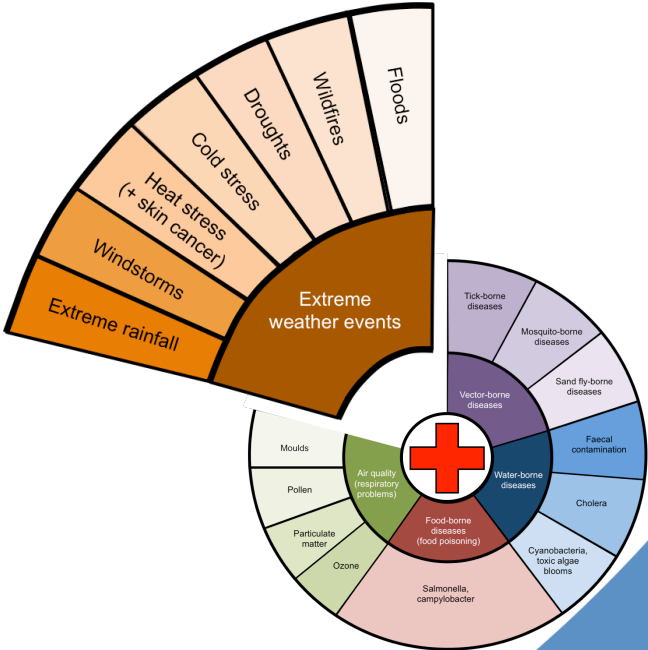 Floods
Wildfires
Droughts
Cold stress
Heat stress
(+ skin cancer)
Windstorms
Extreme rainfall
Extreme
weather events
Tick-borne
diseases
Mosquito-borne
diseases
Sand fly-borne
diseases
Vector-borne
diseases
Faecal
contamination
Cholera
Cyanobacteria,
toxic algae
blooms
Water-borne
diseases
Food-borne
diseases
(food poisoning)
Salmonella,
campylobacter
Air quality
(respiratory
problems)
Moulds
Pollen
Particulate
matter
Ozone